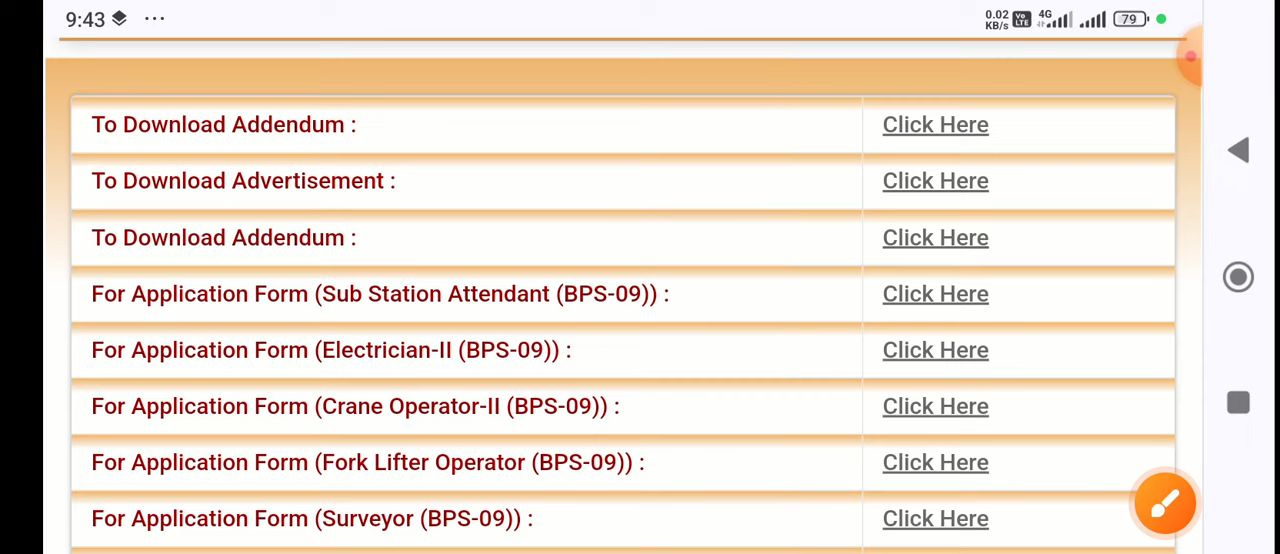 9:43 ...
0.02 KB/s Vo LTE 4G 79
To Download Addendum : Click Here
To Download Advertisement : Click Here
To Download Addendum : Click Here
For Application Form (Sub Station Attendant (BPS-09)) : Click Here
For Application Form (Electrician-II (BPS-09)) : Click Here
For Application Form (Crane Operator-II (BPS-09)) : Click Here
For Application Form (Fork Lifter Operator (BPS-09)) : Click Here
For Application Form (Surveyor (BPS-09)) : Click Here